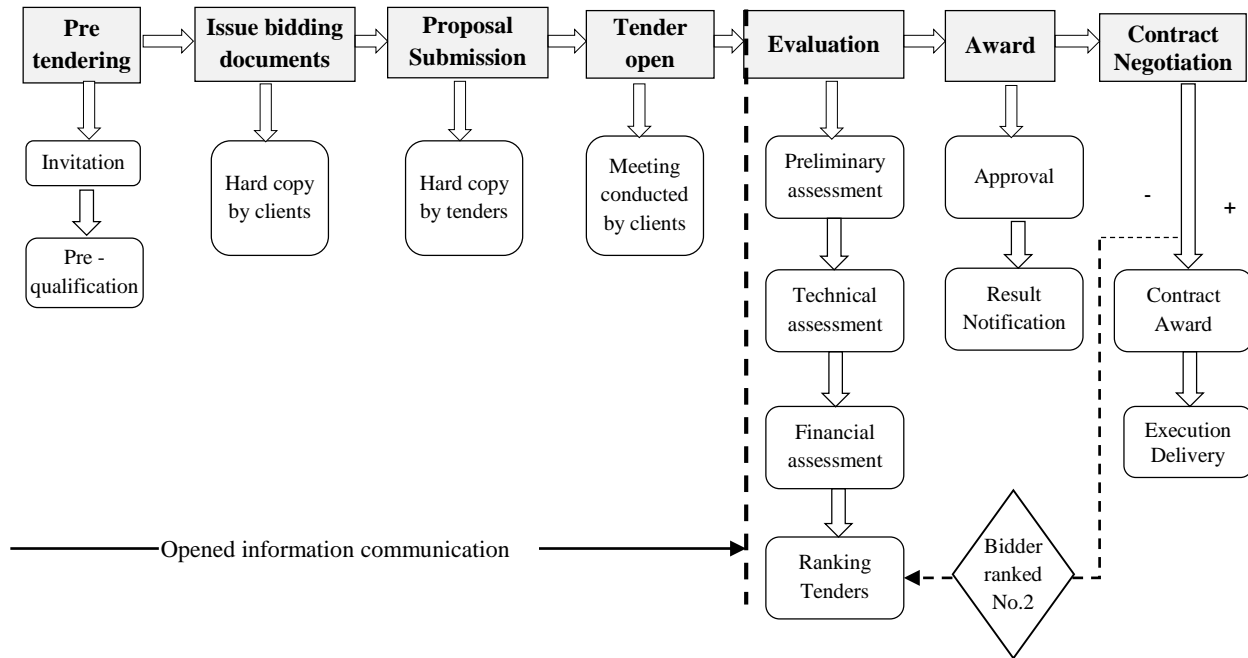 Pre
tendering
Issue bidding
documents
Proposal
Submission
Tender
open
Evaluation
Award
Contract
Negotiation
Invitation
Pre -
qualification
Hard copy
by clients
Hard copy
by tenders
Meeting
conducted
by clients
Preliminary
assessment
Technical
assessment
Financial
assessment
Ranking
Tenders
Approval
Result
Notification
-
+
Contract
Award
Execution
Delivery
Bidder
ranked
No.2
Opened information communication